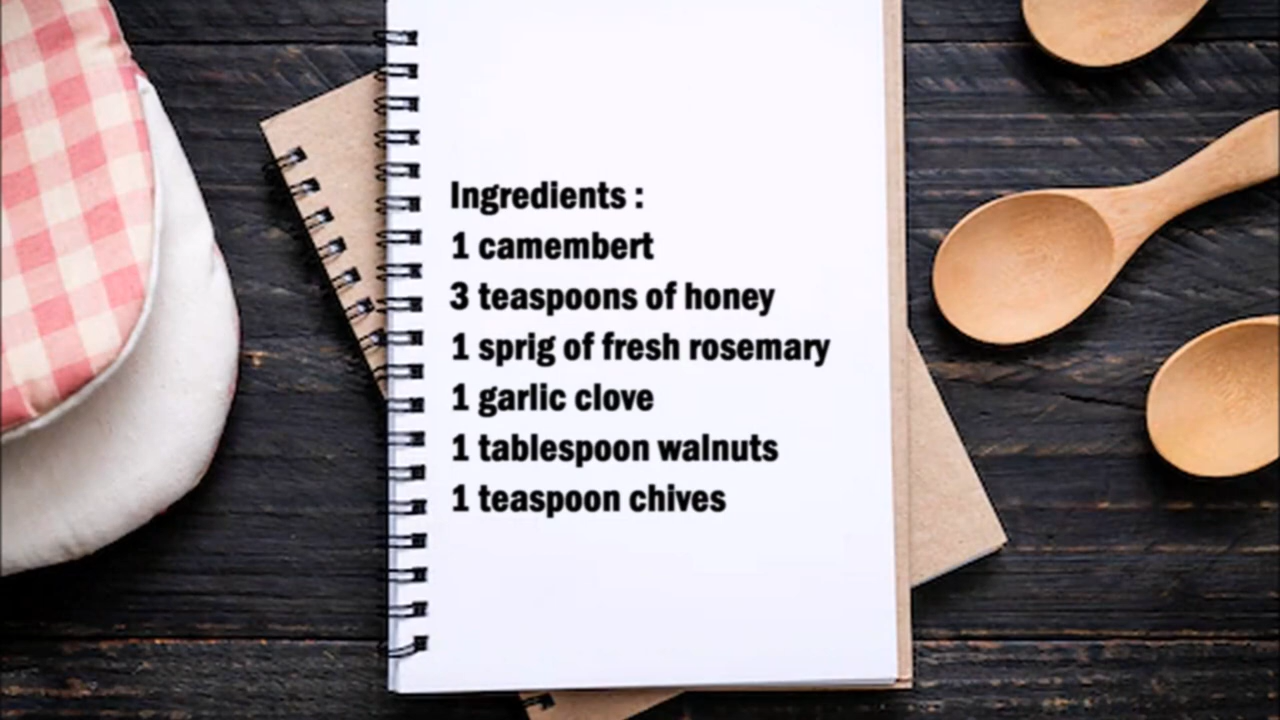 Ingredients :
1 camembert
3 teaspoons of honey
1 sprig of fresh rosemary
1 garlic clove
1 tablespoon walnuts
1 teaspoon chives